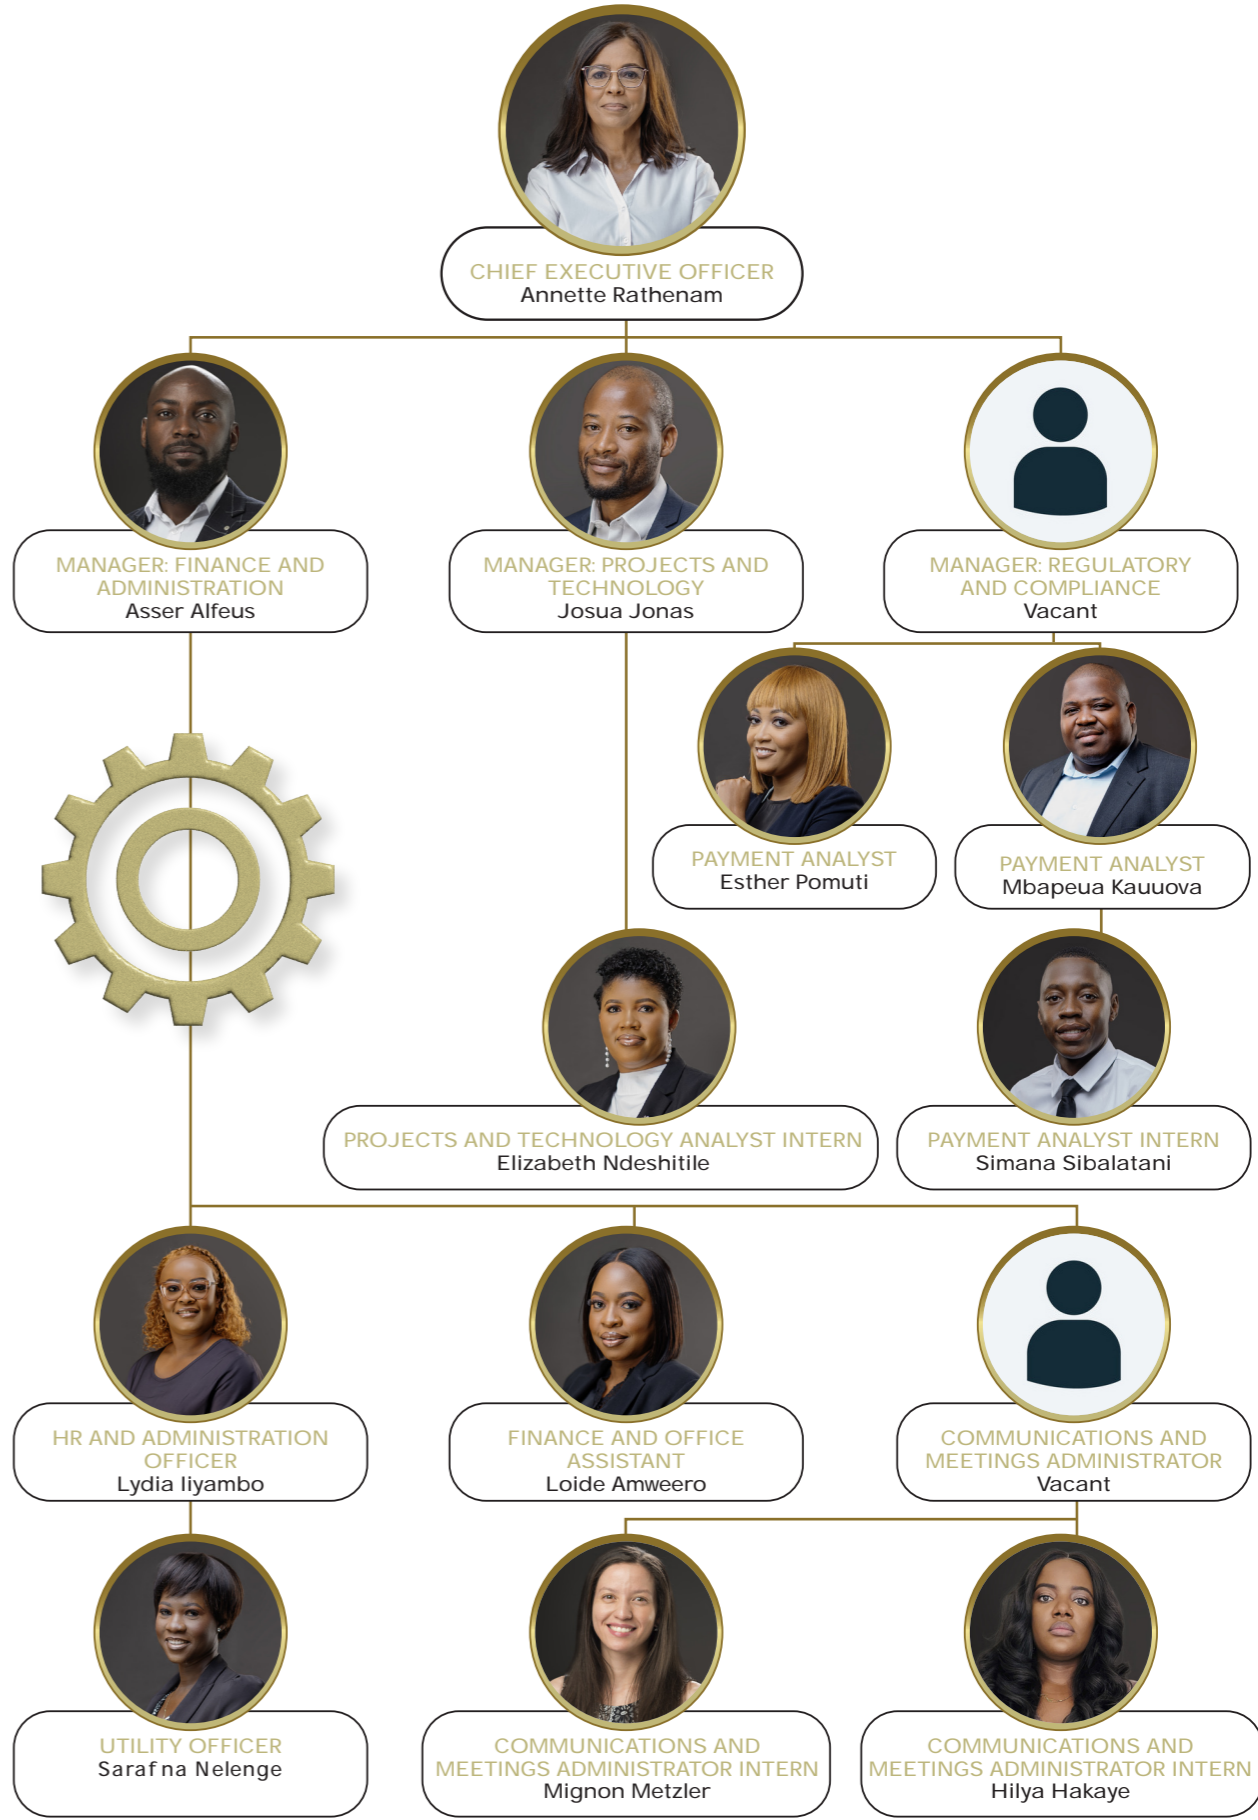 CHIEF EXECUTIVE OFFICER
Annette Rathenam
MANAGER: FINANCE AND
ADMINISTRATION
Asser Alfeus
MANAGER: PROJECTS AND
TECHNOLOGY
Josua Jonas
MANAGER: REGULATORY
AND COMPLIANCE
Vacant
PAYMENT ANALYST
Esther Pomuti
PAYMENT ANALYST
Mbapeua Kauuova
PROJECTS AND TECHNOLOGY ANALYST INTERN
Elizabeth Ndeshitile
PAYMENT ANALYST INTERN
Simana Sibalatani
HR AND ADMINISTRATION
OFFICER
Lydia Iiyambo
FINANCE AND OFFICE
ASSISTANT
Loide Amweero
COMMUNICATIONS AND
MEETINGS ADMINISTRATOR
Vacant
UTILITY OFFICER
Saraf na Nelenge
COMMUNICATIONS AND
MEETINGS ADMINISTRATOR INTERN
Mignon Metzler
COMMUNICATIONS AND
MEETINGS ADMINISTRATOR INTERN
Hilya Hakaye